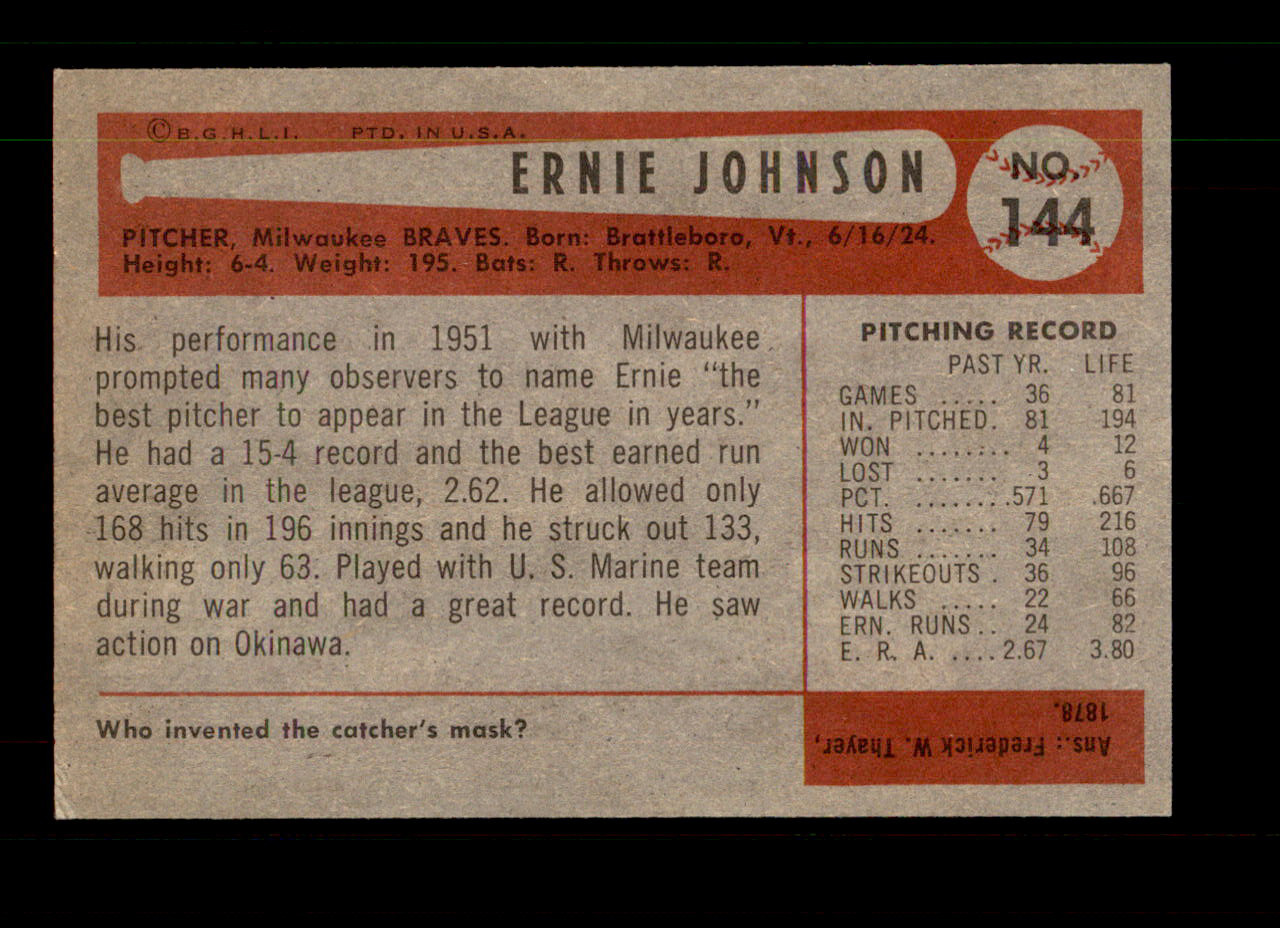 ©B.G.H.L.I. PTD. IN U.S.A.
ERNIE JOHNSON
NO.
144
PITCHER, Milwaukee BRAVES. Born: Brattleboro, Vt., 6/16/24.
Height: 6-4. Weight: 195. Bats: R. Throws: R.
His performance in 1951 with Milwaukee
prompted many observers to name Ernie “the
best pitcher to appear in the League in years.”
He had a 15-4 record and the best earned run
average in the league, 2.62. He allowed only
168 hits in 196 innings and he struck out 133,
walking only 63. Played with U. S. Marine team
during war and had a great record. He saw
action on Okinawa.
PITCHING RECORD
PAST YR. LIFE
GAMES ..... 36 81
IN. PITCHED. 81 194
WON ........ 4 12
LOST ....... 3 6
PCT. ........ .571 .667
HITS ....... 79 216
RUNS ....... 34 108
STRIKEOUTS . 36 96
WALKS ..... 22 66
ERN. RUNS.. 24 82
E. R. A. .... 2.67 3.80
Who invented the catcher's mask?
Ans.: Frederick W. Thayer,
1878.